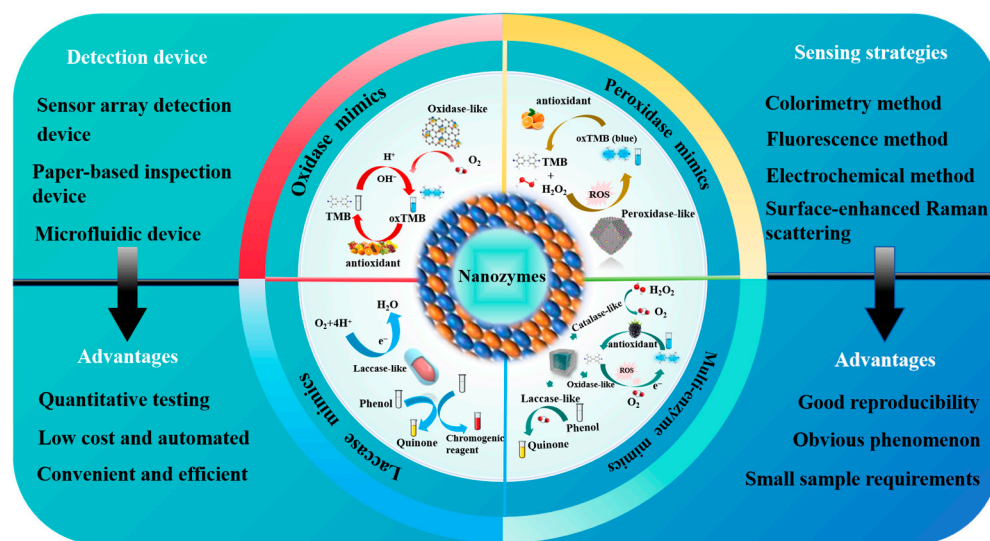 Detection device
Sensor array detection
device
Paper-based inspection
device
Microfluidic device
Advantages
Quantitative testing
Low cost and automated
Convenient and efficient
Oxidase mimics
Oxidase-like
H⁺
OH⁻
O₂
TMB
oxTMB
antioxidant
Peroxidase mimics
antioxidant
oxTMB (blue)
TMB
+
H₂O₂
ROS
Peroxidase-like
Nanozymes
Laccase mimics
H₂O
O₂+4H⁺
e⁻
Laccase-like
Phenol
Quinone
Chromogenic
reagent
Multi-enzyme mimics
H₂O₂
Catalase-like
O₂
antioxidant
ROS
Oxidase-like
O₂
e⁻
Laccase-like
Phenol
Quinone
Sensing strategies
Colorimetry method
Fluorescence method
Electrochemical method
Surface-enhanced Raman
scattering
Advantages
Good reproducibility
Obvious phenomenon
Small sample requirements